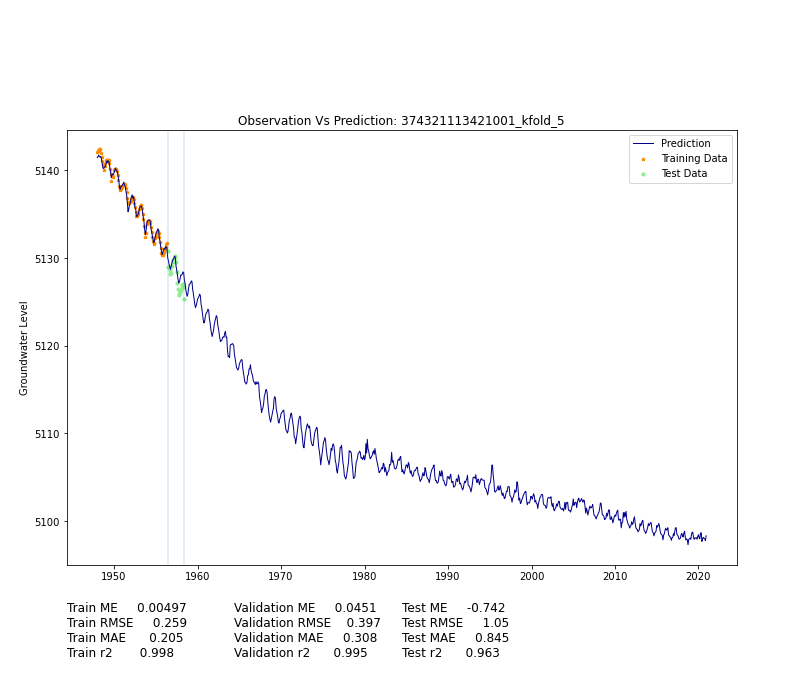 Observation Vs Prediction: 374321113421001_kfold_5
Prediction
Training Data
Test Data
Groundwater Level
5140
5130
5120
5110
5100
1950 1960 1970 1980 1990 2000 2010 2020
Train ME 0.00497 Validation ME 0.0451 Test ME -0.742
Train RMSE 0.259 Validation RMSE 0.397 Test RMSE 1.05
Train MAE 0.205 Validation MAE 0.308 Test MAE 0.845
Train r2 0.998 Validation r2 0.995 Test r2 0.963